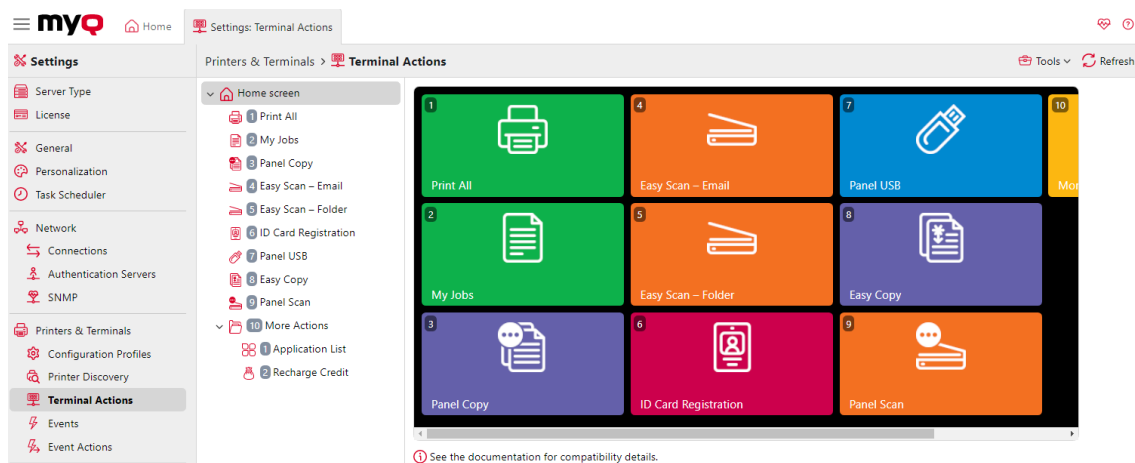 myQ
Home
Settings: Terminal Actions
Settings
Printers & Terminals > Terminal Actions
Tools
Refresh
Server Type
License
General
Personalization
Task Scheduler
Network
Connections
Authentication Servers
SNMP
Printers & Terminals
Configuration Profiles
Printer Discovery
Terminal Actions
Events
Event Actions
Home screen
1 Print All
2 My Jobs
3 Panel Copy
4 Easy Scan – Email
5 Easy Scan – Folder
6 ID Card Registration
7 Panel USB
8 Easy Copy
9 Panel Scan
10 More Actions
1 Application List
2 Recharge Credit
1
Print All
4
Easy Scan – Email
7
Panel USB
10
Mor
2
My Jobs
5
Easy Scan – Folder
8
¥
Easy Copy
3
Panel Copy
6
ID Card Registration
9
Panel Scan
See the documentation for compatibility details.